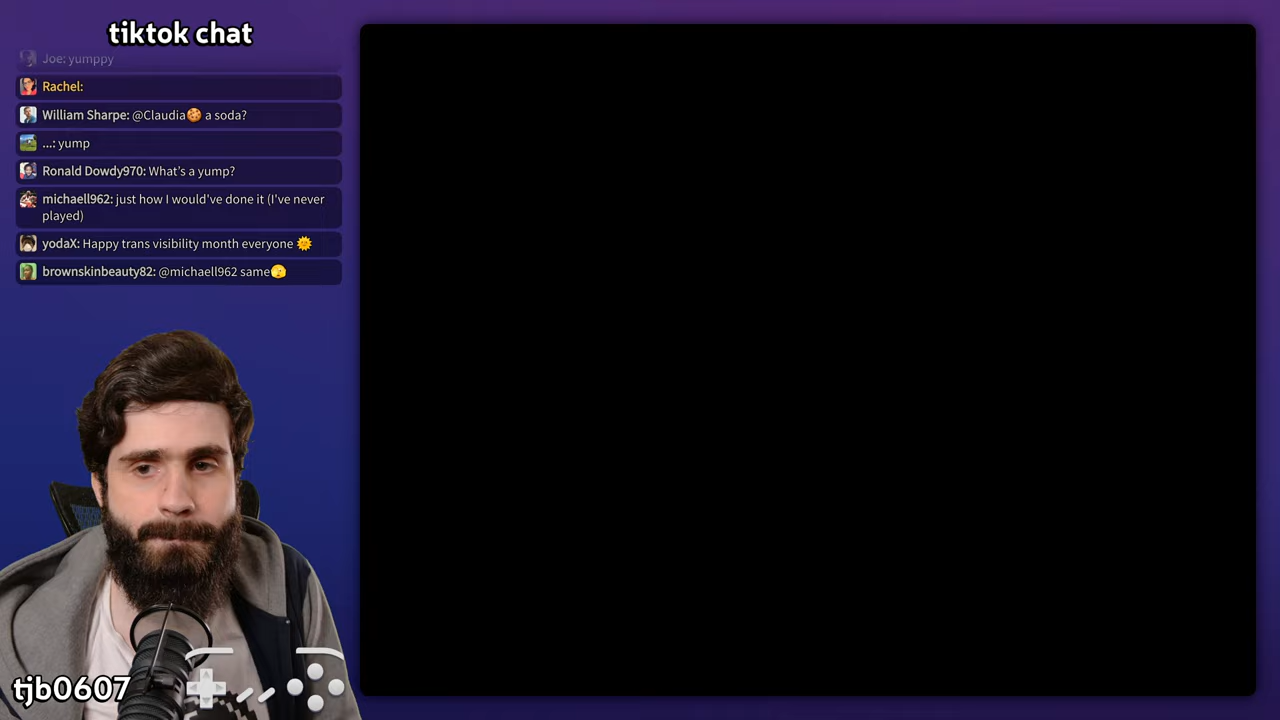 tiktok chat
Joe: yumppy
Rachel:
William Sharpe: @Claudia🍪 a soda?
...: yump
Ronald Dowdy970: What's a yump?
michaell962: just how I would've done it (I've never
played)
yodaX: Happy trans visibility month everyone 🌞
brownskinbeauty82: @michaell962 same🫣
tjb0607